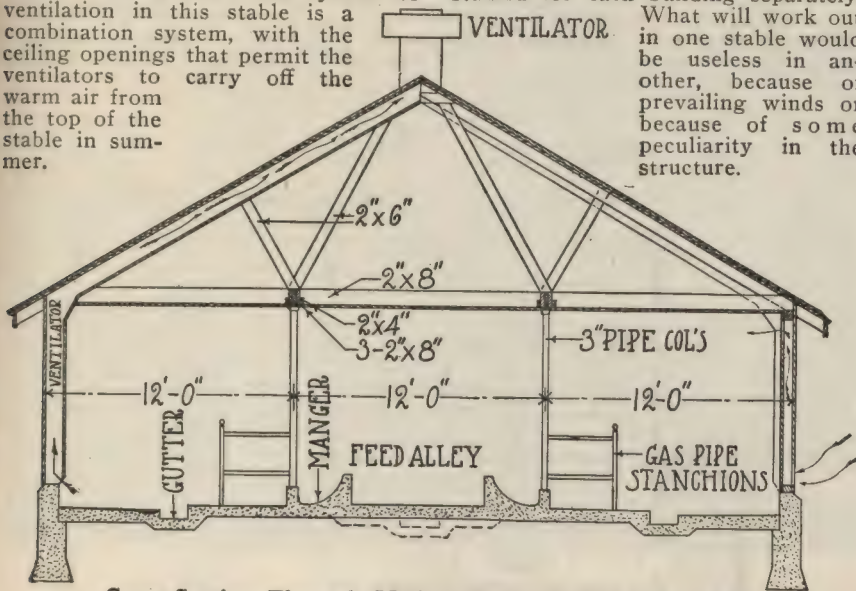 ventilation in this stable is a
combination system, with the
ceiling openings that permit the
ventilators to carry off the
warm air from
the top of the
stable in sum-
mer.
building separately
What will work out
in one stable would
be useless in an-
other, because of
prevailing winds or
because of some
peculiarity in the
structure.
VENTILATOR
2"x6"
2"x8"
2"x4"
3-2"x8"
3" PIPE COL'S
VENTILATOR
12'-0"
12'-0"
12'-0"
GUTTER
MANGER
FEED ALLEY
GAS PIPE
STANCHIONS